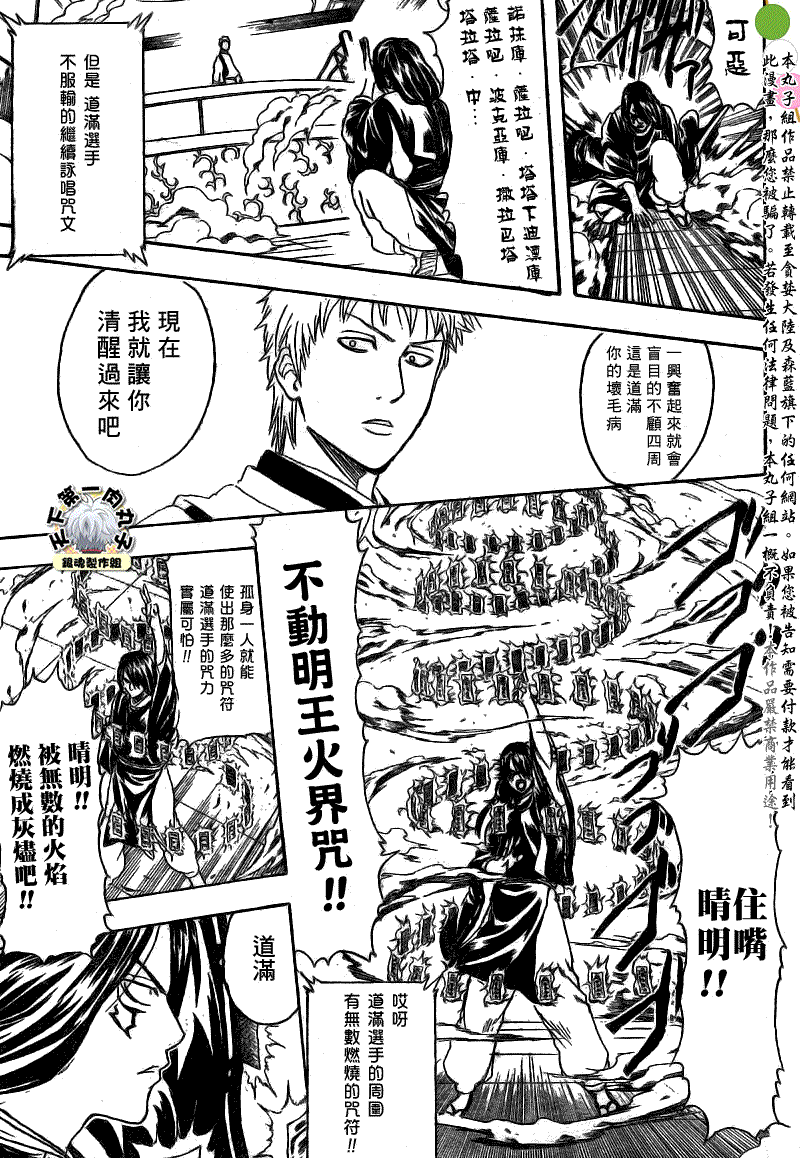 可惡
諾抹庫·薩拉吧·塔塔下迪漂庫
薩拉吧·波克亞庫·撒拉巴塔
塔拉塔·中…
但是 道滿選手
不服輸的繼續詠唱咒文
一興奮起來就會
盲目的不顧四周
這是道滿
你的壞毛病
現在
我就讓你
清醒過來吧
住嘴
晴明!!
不動明王火界咒!!
哎呀
道滿選手的周圍
有無數燃燒的咒符!!
孤身一人就能
使出那麼多的咒符
道滿選手的咒力
實屬可怕!!
晴明!!
被無數的火焰
燃燒成灰燼吧!!
道滿
天下第一肉丸子
銀魂製作組
本丸子組作品禁止轉載至貪婪大陸及森藍旗下的任何網站。如果您被告知需要付款才能看到
此漫畫，那麼您被騙了。若發生任何法律問題，本丸子組一概不負責！本作品嚴禁商業用途！